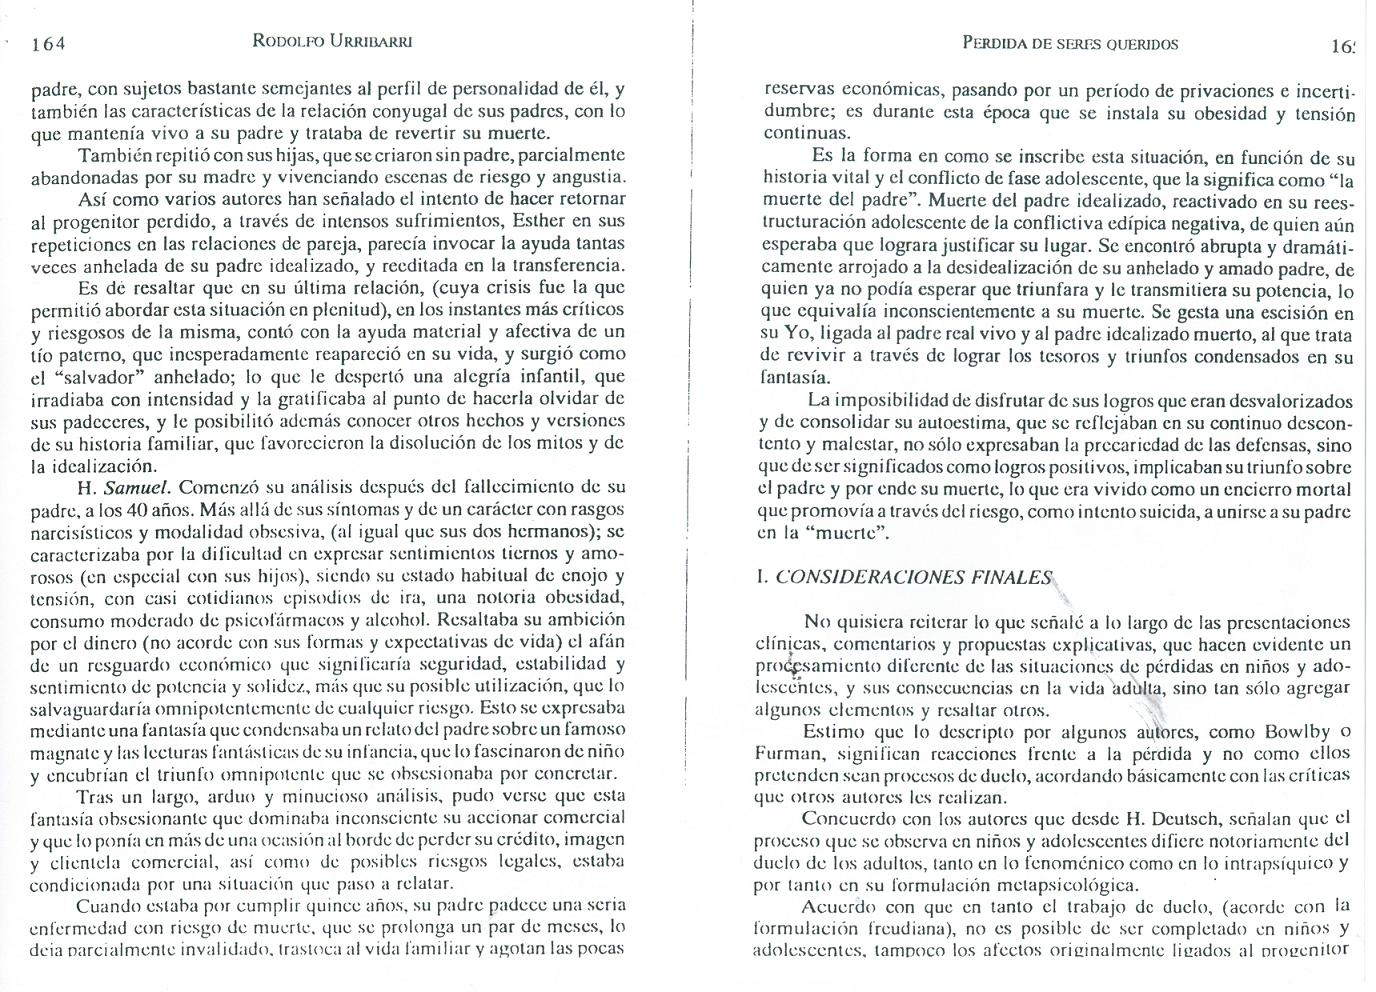 164
RODOLFO URRIBARRI
padre, con sujetos bastante semejantes al perfil de personalidad de él, y
también las características de la relación conyugal de sus padres, con lo
que mantenía vivo a su padre y trataba de revertir su muerte.
También repitió con sus hijas, que se criaron sin padre, parcialmente
abandonadas por su madre y vivenciando escenas de riesgo y angustia.
Así como varios autores han señalado el intento de hacer retornar
al progenitor perdido, a través de intensos sufrimientos, Esther en sus
repeticiones en las relaciones de pareja, parecía invocar la ayuda tantas
veces anhelada de su padre idealizado, y reeditada en la transferencia.
Es de resaltar que en su última relación, (cuya crisis fue la que
permitió abordar esta situación en plenitud), en los instantes más críticos
y riesgosos de la misma, contó con la ayuda material y afectiva de un
tío paterno, que inesperadamente reapareció en su vida, y surgió como
el “salvador” anhelado; lo que le despertó una alegría infantil, que
irradiaba con intensidad y la gratificaba al punto de hacerla olvidar de
sus padeceres, y le posibilitó además conocer otros hechos y versiones
de su historia familiar, que favorecieron la disolución de los mitos y de
la idealización.
H. Samuel. Comenzó su análisis después del fallecimiento de su
padre, a los 40 años. Más allá de sus síntomas y de un carácter con rasgos
narcisísticos y modalidad obsesiva, (al igual que sus dos hermanos); se
caracterizaba por la dificultad en expresar sentimientos tiernos y amo-
rosos (en especial con sus hijos), siendo su estado habitual de enojo y
tensión, con casi cotidianos episodios de ira, una notoria obesidad,
consumo moderado de psicofármacos y alcohol. Resaltaba su ambición
por el dinero (no acorde con sus formas y expectativas de vida) el afán
de un resguardo económico que significaría seguridad, estabilidad y
sentimiento de potencia y solidez, más que su posible utilización, que lo
salvaguardaría omnipotentemente de cualquier riesgo. Esto se expresaba
mediante una fantasía que condensaba un relato del padre sobre un famoso
magnate y las lecturas fantásticas de su infancia, que lo fascinaron de niño
y encubrían el triunfo omnipotente que se obsesionaba por concretar.
Tras un largo, arduo y minucioso análisis, pudo verse que esta
fantasía obsesionante que dominaba inconsciente su accionar comercial
y que lo ponía en más de una ocasión al borde de perder su crédito, imagen
y clientela comercial, así como de posibles riesgos legales, estaba
condicionada por una situación que paso a relatar.
Cuando estaba por cumplir quince años, su padre padece una seria
enfermedad con riesgo de muerte, que se prolonga un par de meses, lo
deja parcialmente invalidado, trastoca al vida familiar y agotan las pocas
PERDIDA DE SERES QUERIDOS
165
reservas económicas, pasando por un período de privaciones e incerti-
dumbre; es durante esta época que se instala su obesidad y tensión
continuas.
Es la forma en como se inscribe esta situación, en función de su
historia vital y el conflicto de fase adolescente, que la significa como “la
muerte del padre”. Muerte del padre idealizado, reactivado en su rees-
tructuración adolescente de la conflictiva edípica negativa, de quien aún
esperaba que lograra justificar su lugar. Se encontró abrupta y dramáti-
camente arrojado a la desidealización de su anhelado y amado padre, de
quien ya no podía esperar que triunfara y le transmitiera su potencia, lo
que equivalía inconscientemente a su muerte. Se gesta una escisión en
su Yo, ligada al padre real vivo y al padre idealizado muerto, al que trata
de revivir a través de lograr los tesoros y triunfos condensados en su
fantasía.
La imposibilidad de disfrutar de sus logros que eran desvalorizados
y de consolidar su autoestima, que se reflejaban en su continuo descon-
tento y malestar, no sólo expresaban la precariedad de las defensas, sino
que de ser significados como logros positivos, implicaban su triunfo sobre
el padre y por ende su muerte, lo que era vivido como un encierro mortal
que promovía a través del riesgo, como intento suicida, a unirse a su padre
en la “muerte”.
I. CONSIDERACIONES FINALES
No quisiera reiterar lo que señalé a lo largo de las presentaciones
clínicas, comentarios y propuestas explicativas, que hacen evidente un
procesamiento diferente de las situaciones de pérdidas en niños y ado-
lescentes, y sus consecuencias en la vida adulta, sino tan sólo agregar
algunos elementos y resaltar otros.
Estimo que lo descripto por algunos autores, como Bowlby o
Furman, significan reacciones frente a la pérdida y no como ellos
pretenden sean procesos de duelo, acordando básicamente con las críticas
que otros autores les realizan.
Concuerdo con los autores que desde H. Deutsch, señalan que el
proceso que se observa en niños y adolescentes difiere notoriamente del
duelo de los adultos, tanto en lo fenoménico como en lo intrapsíquico y
por tanto en su formulación metapsicológica.
Acuerdo con que en tanto el trabajo de duelo, (acorde con la
formulación freudiana), no es posible de ser completado en niños y
adolescentes, tampoco los afectos originalmente ligados al progenitor